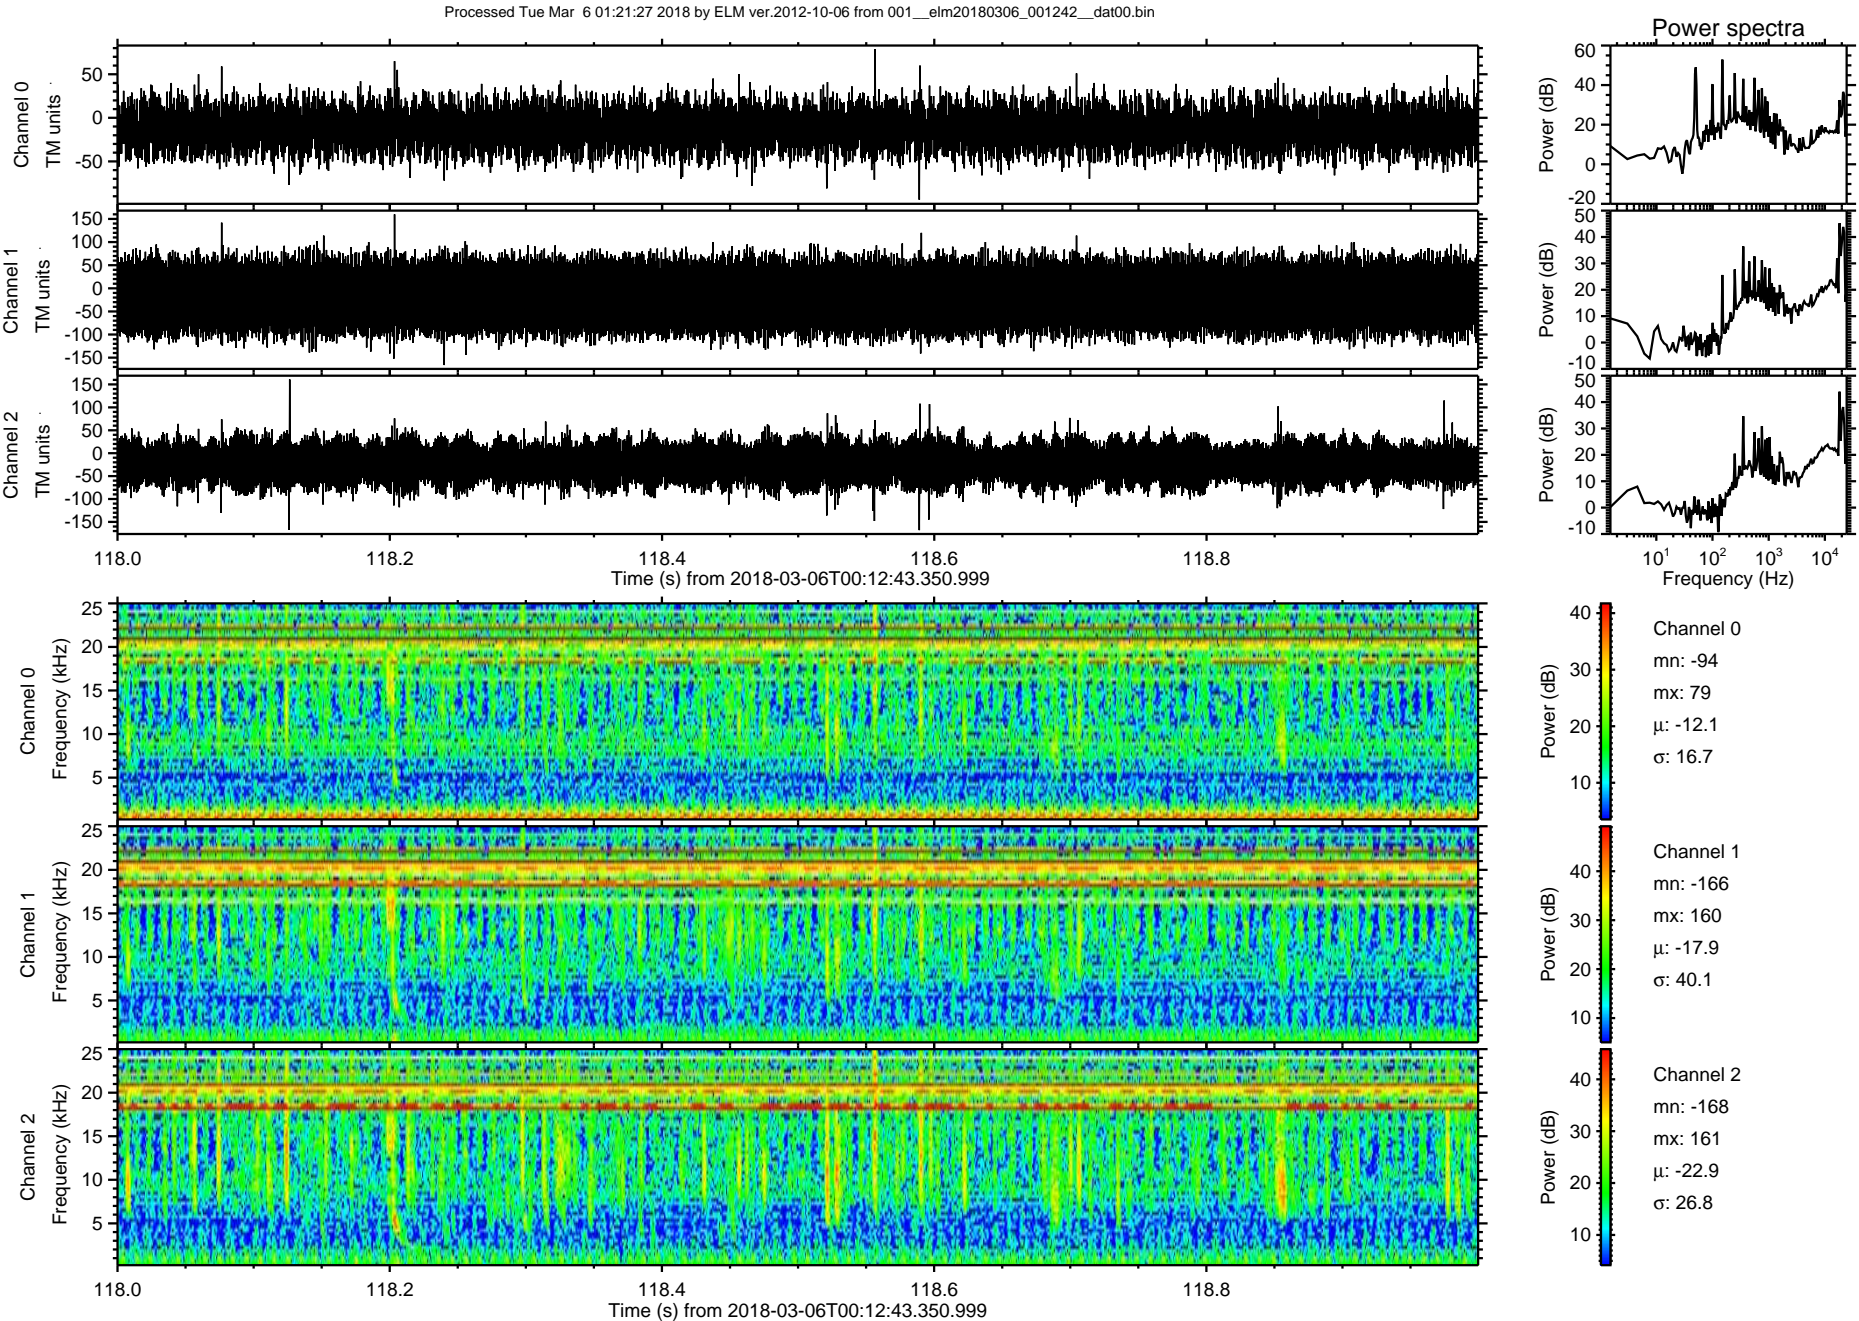 Processed Tue Mar  6 01:21:27 2018 by ELM ver.2012-10-06 from 001__elm20180306_001242__dat00.bin
Power spectra
Channel 0
TM units
50
0
-50
Power (dB)
60
40
20
0
-20
Channel 1
TM units
150
100
50
0
-50
-100
-150
Power (dB)
50
40
30
20
10
0
-10
Channel 2
TM units
150
100
50
0
-50
-100
-150
Power (dB)
50
40
30
20
10
0
-10
118.0 118.2 118.4 118.6 118.8
Time (s) from 2018-03-06T00:12:43.350.999
10^1 10^2 10^3 10^4
Frequency (Hz)
Channel 0
Frequency (kHz)
25
20
15
10
5
Power (dB)
40
30
20
10
Channel 0
mn: -94
mx: 79
μ: -12.1
σ: 16.7
Channel 1
Frequency (kHz)
25
20
15
10
5
Power (dB)
40
30
20
10
Channel 1
mn: -166
mx: 160
μ: -17.9
σ: 40.1
Channel 2
Frequency (kHz)
25
20
15
10
5
Power (dB)
40
30
20
10
Channel 2
mn: -168
mx: 161
μ: -22.9
σ: 26.8
118.0 118.2 118.4 118.6 118.8
Time (s) from 2018-03-06T00:12:43.350.999